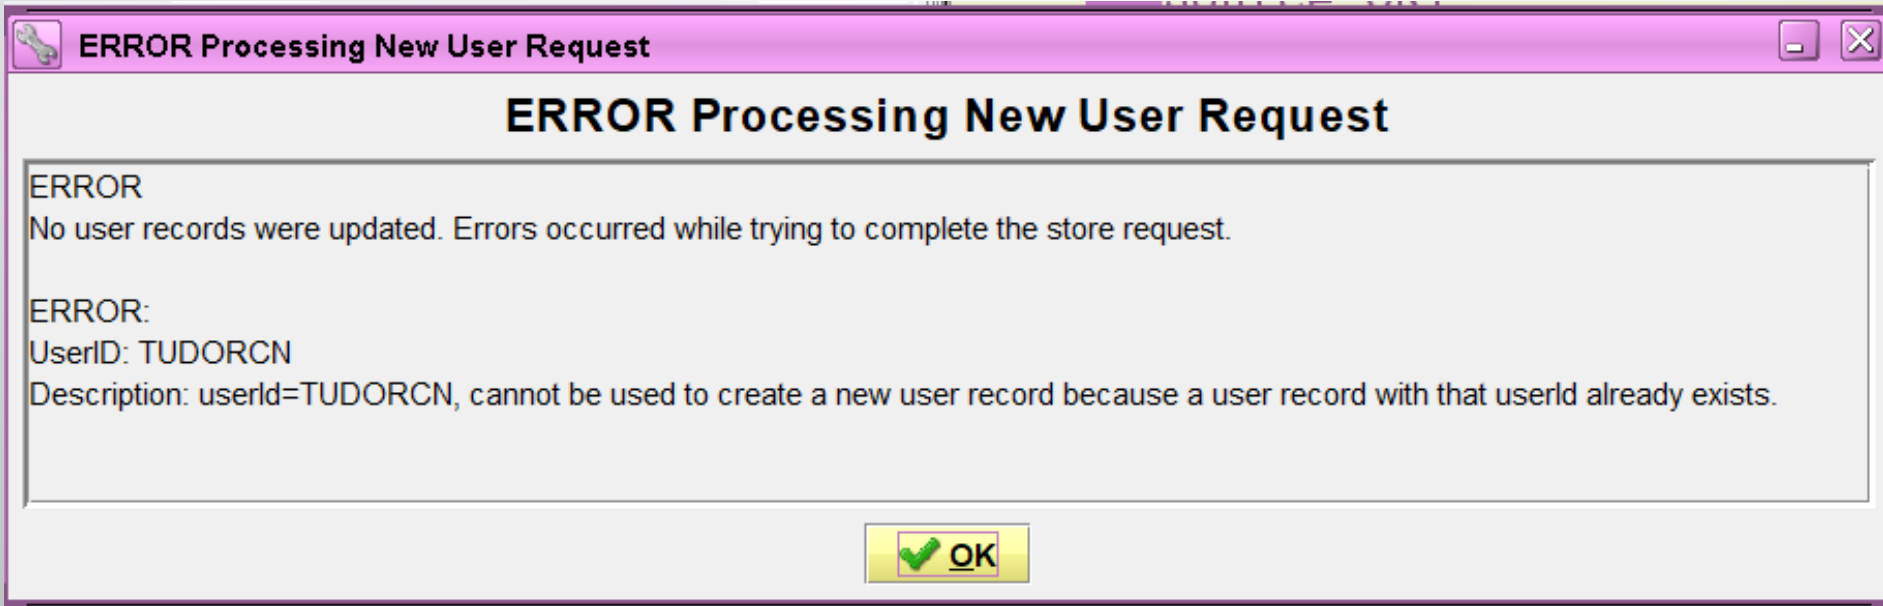 ERROR Processing New User Request
ERROR Processing New User Request
ERROR
No user records were updated. Errors occurred while trying to complete the store request.
ERROR:
UserID: TUDORCN
Description: userId=TUDORCN, cannot be used to create a new user record because a user record with that userId already exists.
OK